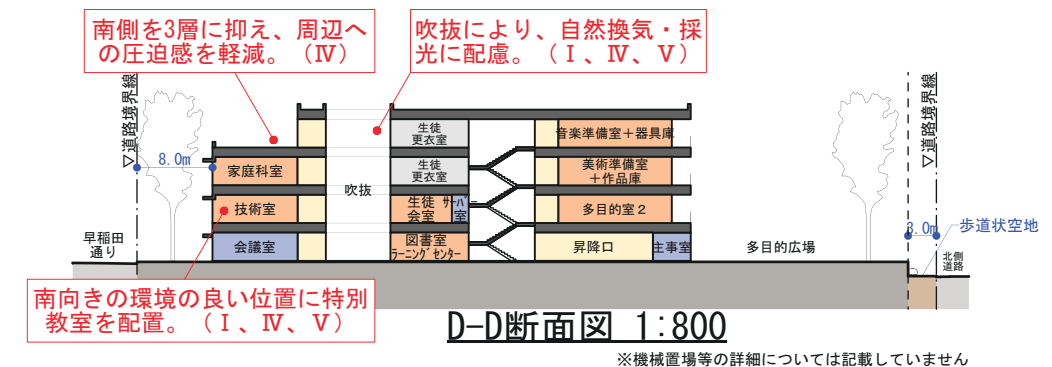 南側を3層に抑え、周辺へ
の圧迫感を軽減。（Ⅳ）
吹抜により、自然換気・採
光に配慮。（Ⅰ、Ⅳ、Ⅴ）
▽道路境界線
8.0m
▽道路境界線
生徒
更衣室
音楽準備室＋器具庫
家庭科室
生徒
更衣室
美術準備室
＋作品庫
吹抜
技術室
生徒
会室
サーバー
室
多目的室２
早稲田
通り
会議室
図書室
ラーニングセンター
昇降口
主事室
多目的広場
3.0m
歩道状空地
北側
道路
南向きの環境の良い位置に特別
教室を配置。（Ⅰ、Ⅳ、Ⅴ）
D-D断面図 1:800
※機械置場等の詳細については記載していません